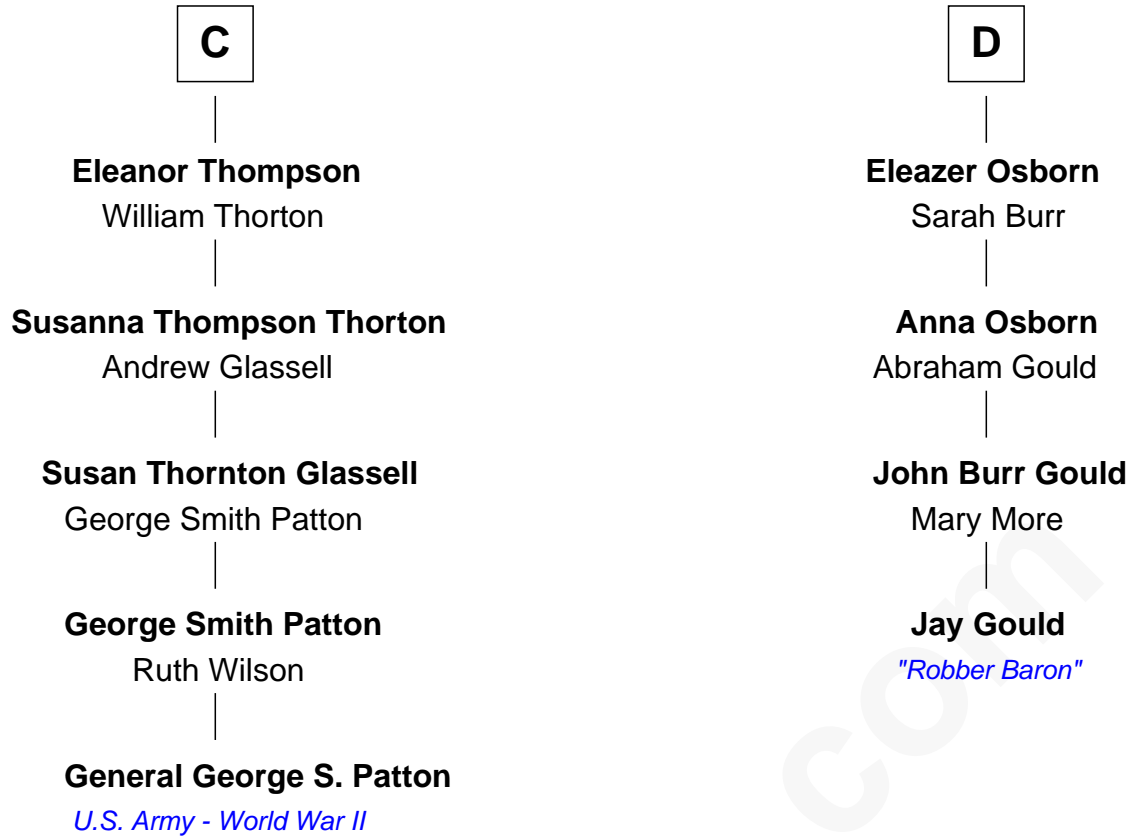 C
Eleanor Thompson
William Thorton
Susanna Thompson Thorton
Andrew Glassell
Susan Thornton Glassell
George Smith Patton
George Smith Patton
Ruth Wilson
General George S. Patton
U.S. Army - World War II
D
Eleazer Osborn
Sarah Burr
Anna Osborn
Abraham Gould
John Burr Gould
Mary More
Jay Gould
"Robber Baron"
com